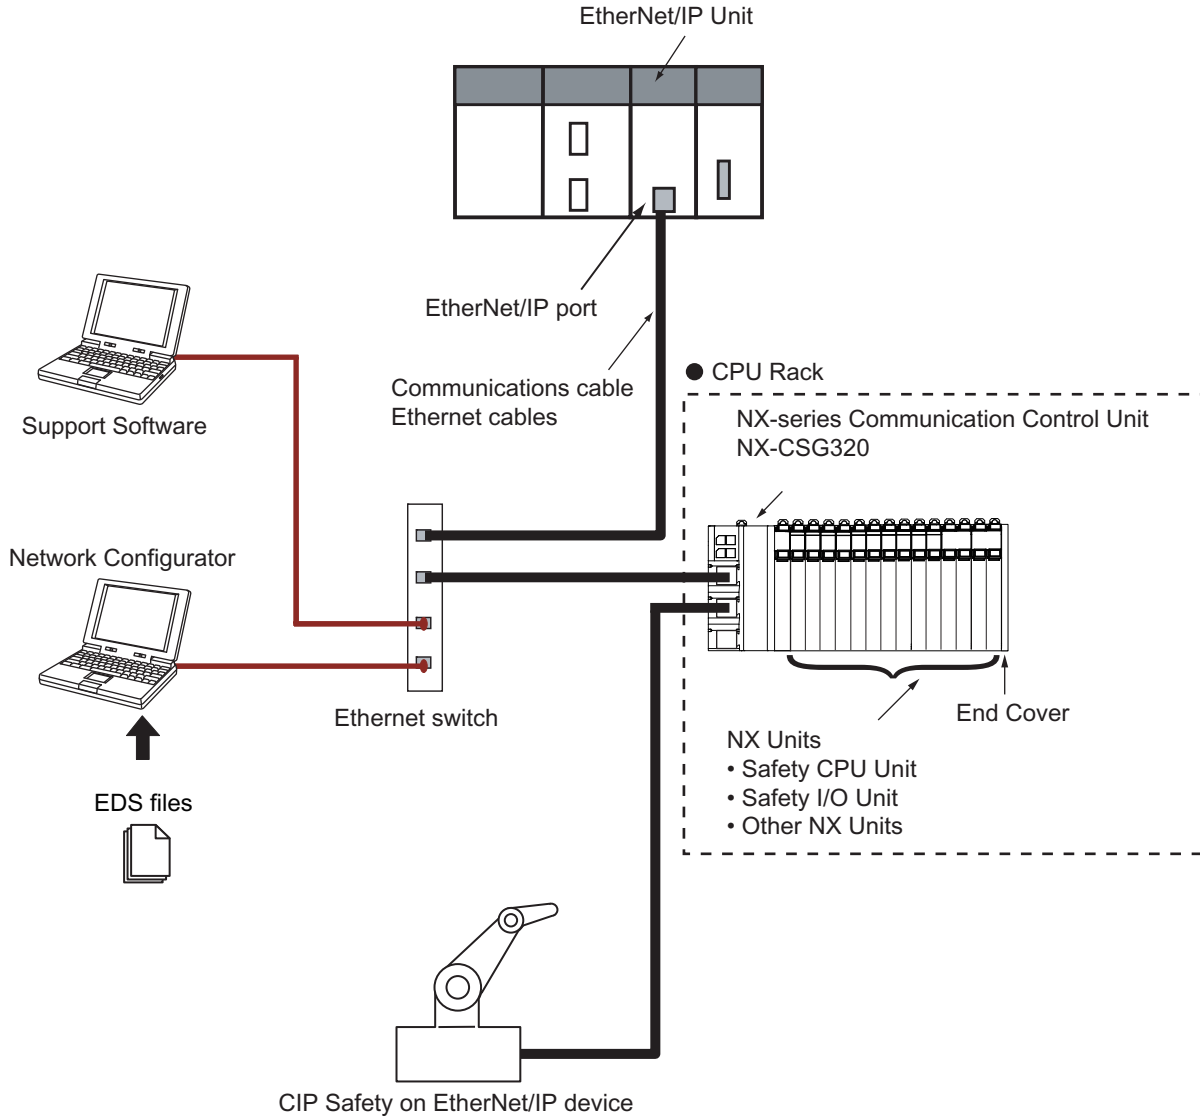 EtherNet/IP Unit
EtherNet/IP port
Communications cable
Ethernet cables
● CPU Rack
Support Software
NX-series Communication Control Unit
NX-CSG320
Network Configurator
Ethernet switch
End Cover
NX Units
• Safety CPU Unit
• Safety I/O Unit
• Other NX Units
EDS files
CIP Safety on EtherNet/IP device